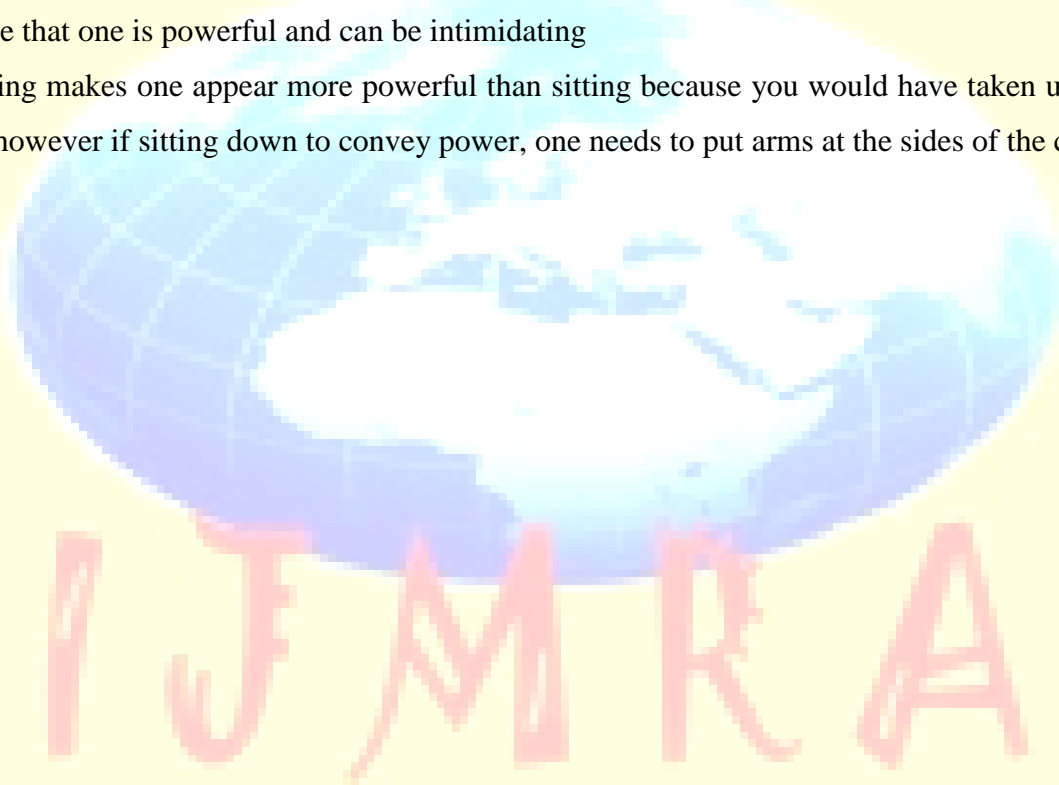 e that one is powerful and can be intimidating
ing makes one appear more powerful than sitting because you would have taken u
however if sitting down to convey power, one needs to put arms at the sides of the c
IJMRA